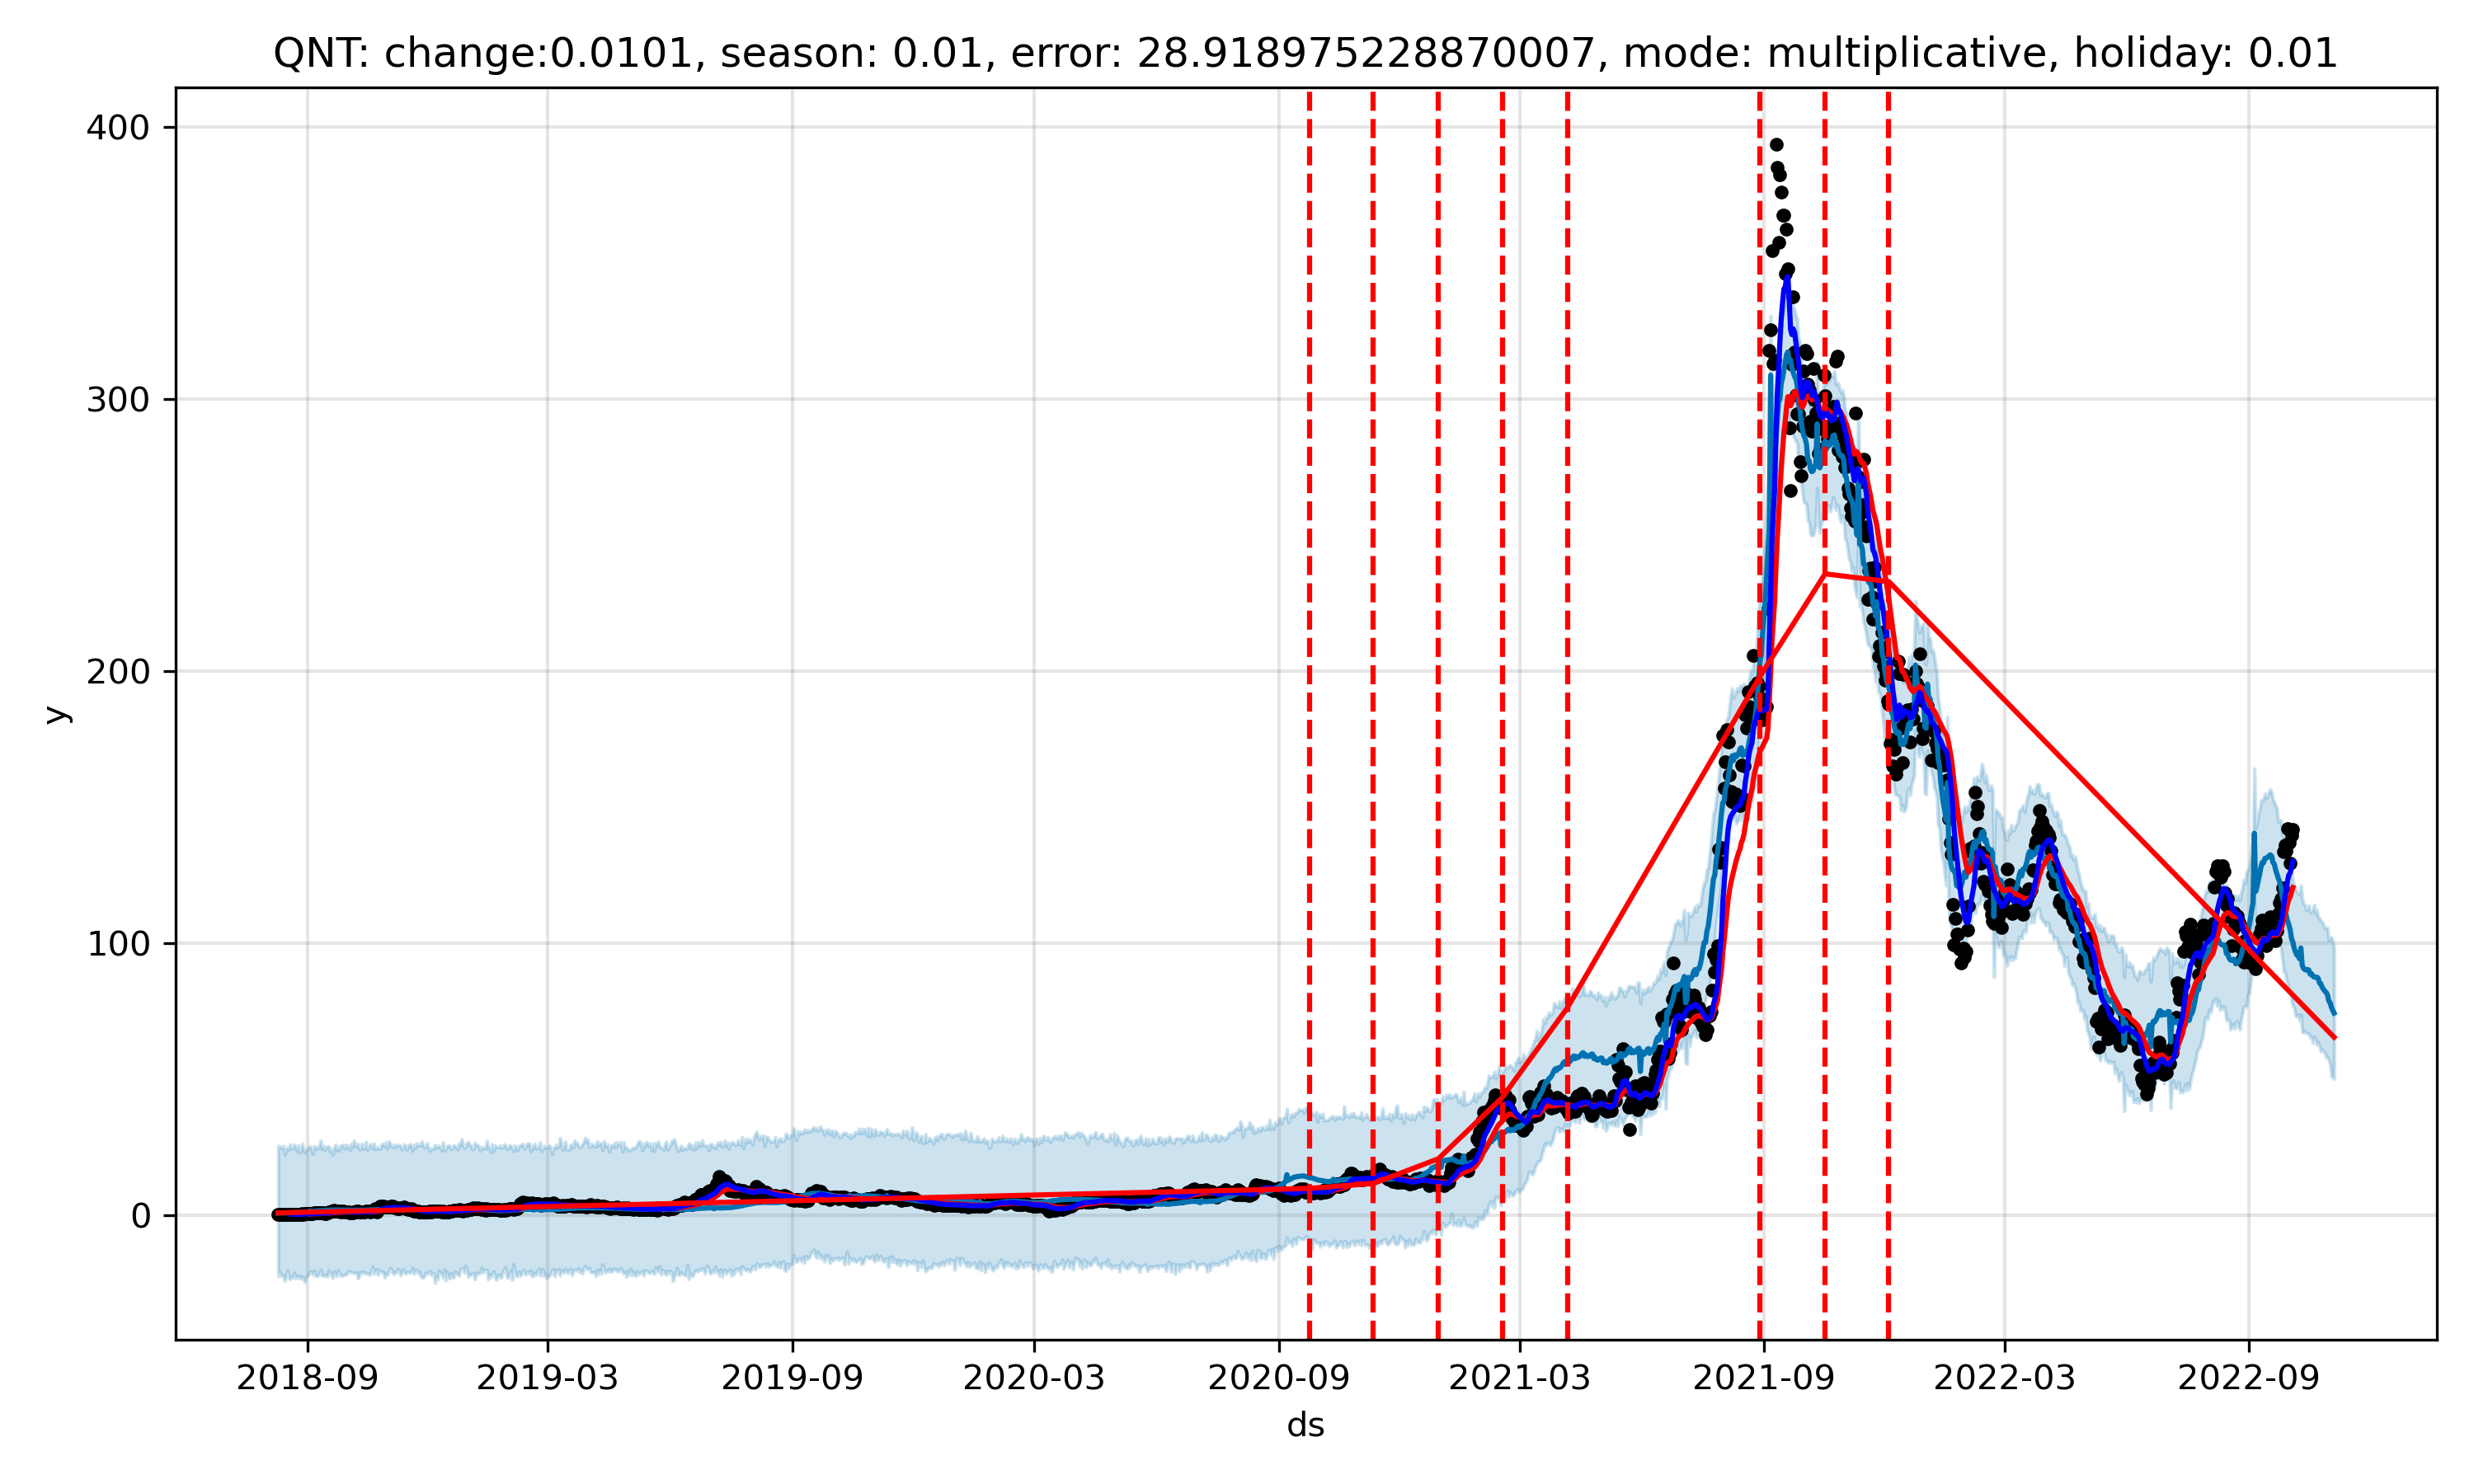 QNT: change:0.0101, season: 0.01, error: 28.918975228870007, mode: multiplicative, holiday: 0.01
400
300
200
100
0
y
2018-09 2019-03 2019-09 2020-03 2020-09 2021-03 2021-09 2022-03 2022-09
ds